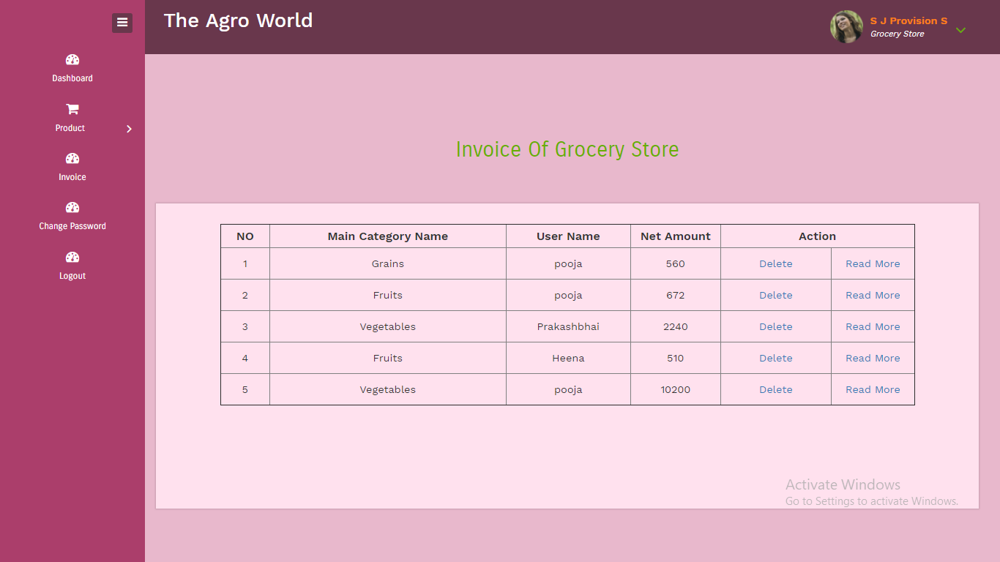 The Agro World
S J Provision S
Grocery Store
Dashboard
Product
Invoice
Change Password
Logout
Invoice Of Grocery Store
NO Main Category Name User Name Net Amount Action
1 Grains pooja 560 Delete Read More
2 Fruits pooja 672 Delete Read More
3 Vegetables Prakashbhai 2240 Delete Read More
4 Fruits Heena 510 Delete Read More
5 Vegetables pooja 10200 Delete Read More
Activate Windows
Go to Settings to activate Windows.